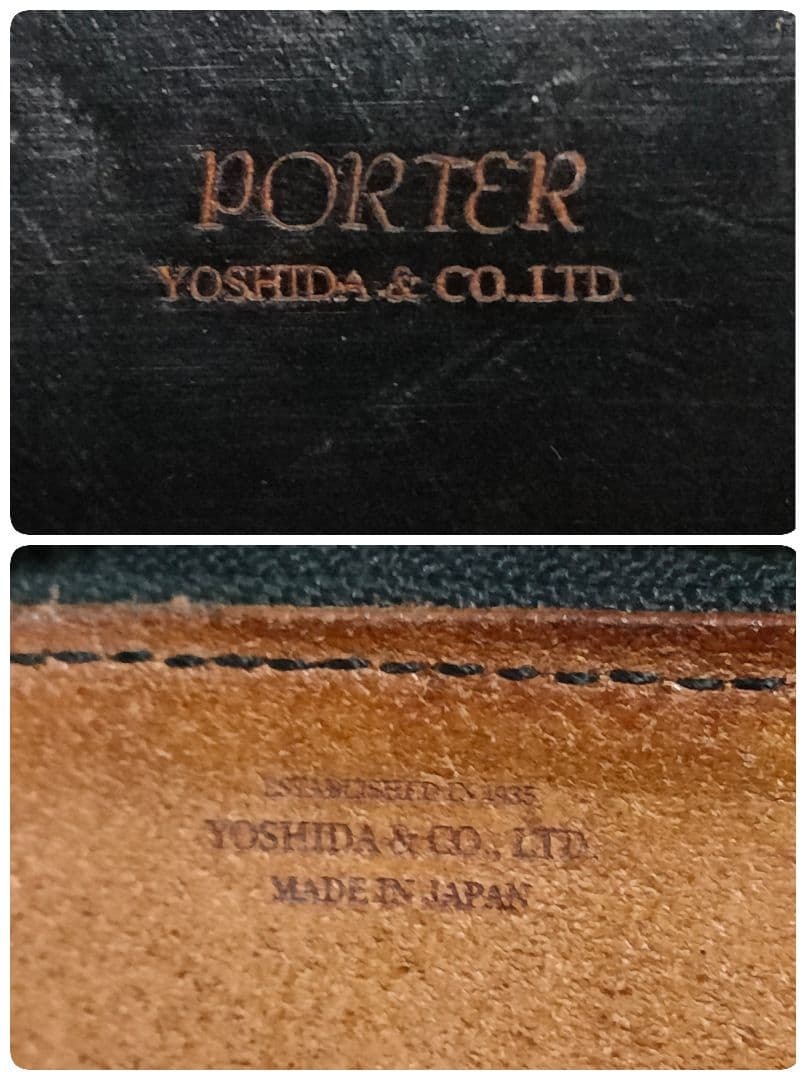 PORTER
YOSHIDA & CO.,LTD.
ESTABLISHED IN 1935
YOSHIDA & CO., LTD.
MADE IN JAPAN